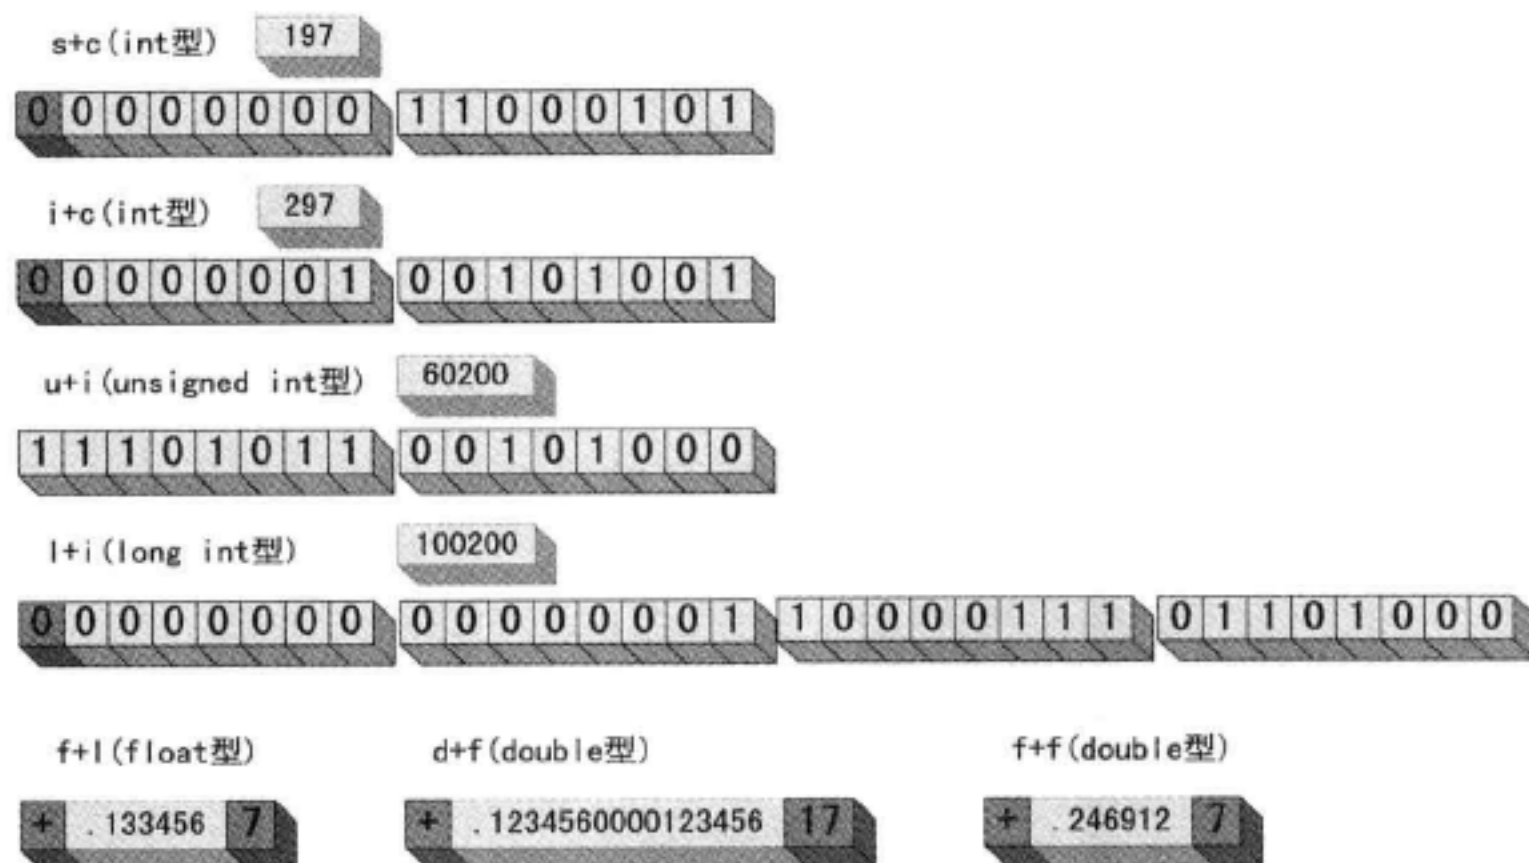 s+c(int型) 197
0 0 0 0 0 0 0 0 1 1 0 0 0 1 0 1
i+c(int型) 297
0 0 0 0 0 0 0 1 0 0 1 0 1 0 0 1
u+i(unsigned int型) 60200
1 1 1 0 1 0 1 1 0 0 1 0 1 0 0 0
l+i(long int型) 100200
0 0 0 0 0 0 0 0 0 0 0 0 0 0 0 1 1 0 0 0 0 1 1 1 0 1 1 0 1 0 0 0
f+l(float型) d+f(double型) f+f(double型)
+ .133456 7 + .1234560000123456 17 + .246912 7